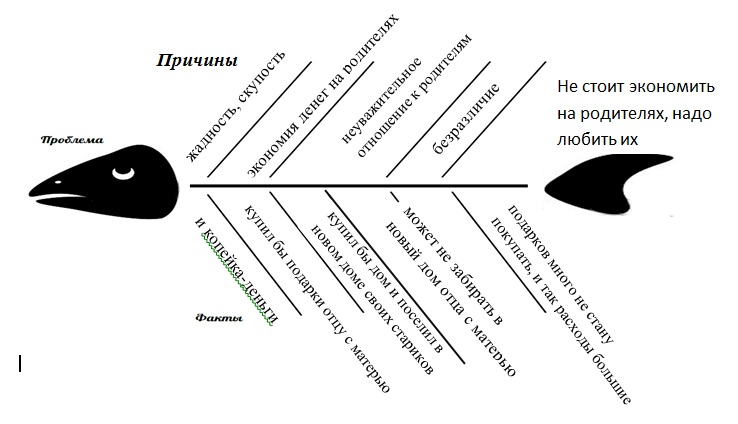 Причины
Проблема
жадность, скупость
экономия денег на родителях
неуважительное
отношение к родителям
безразличие
Не стоит экономить
на родителях, надо
любить их
Факты
и копейка-деньги
купил бы подарки отцу с матерью
купил бы дом и поселил в
новом доме своих стариков
может не забирать в
новый дом отца с матерью
подарков много не стану
покупать, и так расходы большие